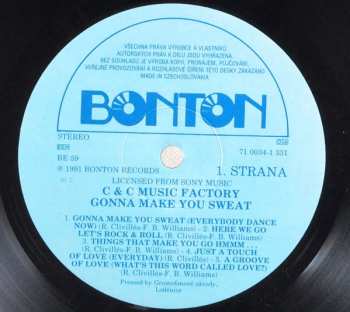 VŠECHNA PRÁVA VÝROBCE A VLASTNÍKŮ
AUTORSKÝCH PRÁV K DÍLU JSOU VYHRAZENY
BEZ SOUHLASU JE VÝROBA KOPIÍ, PRONÁJEM, PŮJČOVÁNÍ,
VEŘEJNÉ PROVOZOVÁNÍ A ROZHLASOVÉ ŠÍŘENÍ TÉTO DESKY ZAKÁZÁNO
MADE IN CZECHOSLOVAKIA
BONTON
STEREO
BE 39
71 0034-1 331
℗ 1991 BONTON RECORDS
1. STRANA
LICENSED FROM SONY MUSIC
C & C MUSIC FACTORY
GONNA MAKE YOU SWEAT
1. GONNA MAKE YOU SWEAT (EVERYBODY DANCE
NOW) (R. Clivillés-F. B. Williams) - 2. HERE WE GO
LET'S ROCK & ROLL (R. Clivillés-F. B. Williams)
3. THINGS THAT MAKE YOU GO HMMM . . .
(R. Clivillés-F. B. Williams) - 4. JUST A TOUCH
OF LOVE (EVERYDAY) (R. Clivillés) - 5. A GROOVE
OF LOVE (WHAT'S THIS WORD CALLED LOVE?)
(R. Clivillés-F. B. Williams)
Pressed by Gramofonové závody,
Loděnice